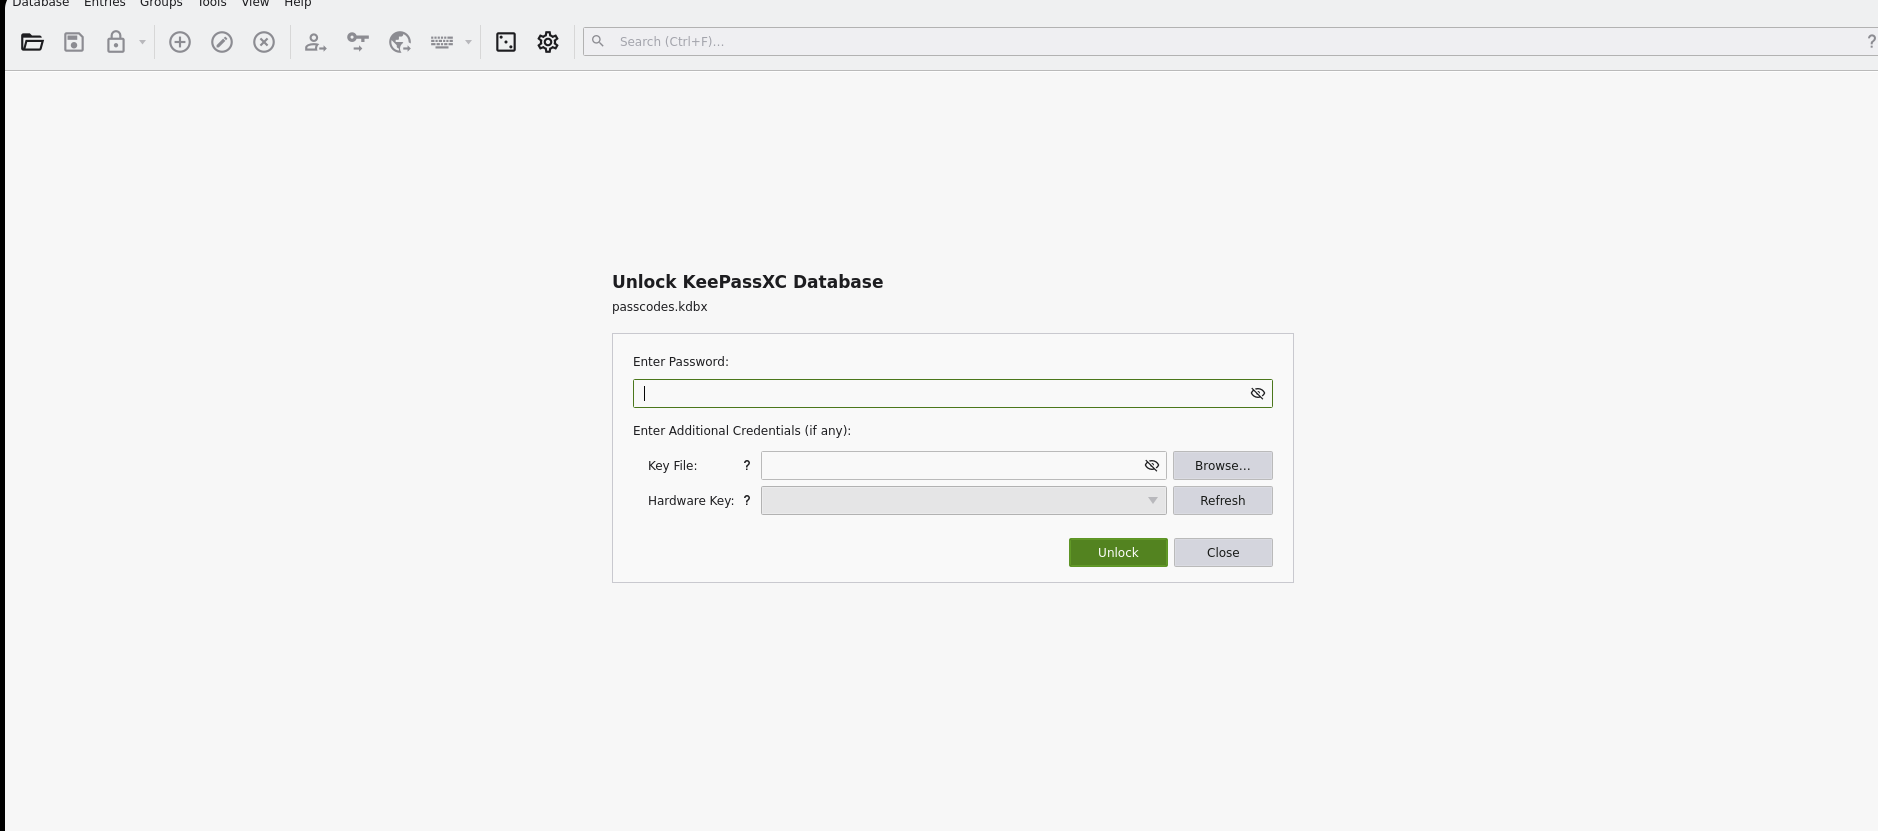 Database Entries Groups Tools View Help
Search (Ctrl+F)...
?
Unlock KeePassXC Database
passcodes.kdbx
Enter Password:
Enter Additional Credentials (if any):
Key File: ? Browse...
Hardware Key: ? Refresh
Unlock Close